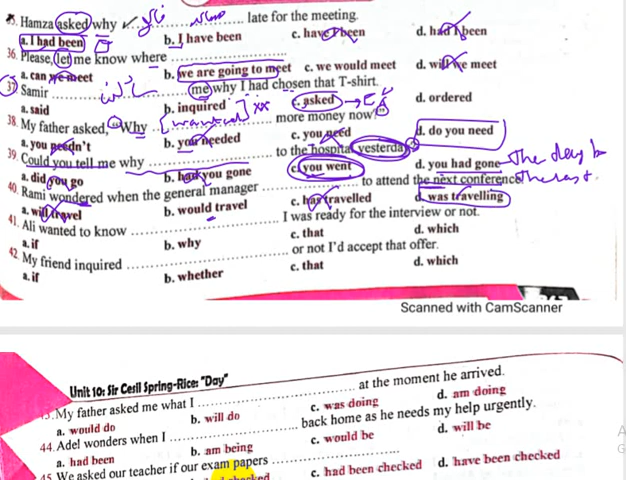 35. Hamza asked why ........................ late for the meeting.
a. I had been b. I have been c. have I been d. had I been
36. Please, let me know where ........................
a. can we meet b. we are going to meet c. we would meet d. will we meet
37. Samir ........................ me why I had chosen that T-shirt.
a. said b. inquired c. asked d. ordered
38. My father asked, "Why ........................ more money now?"
a. you needn't b. you needed c. you need d. do you need
39. Could you tell me why ........................ to the hospital yesterday?
a. did you go b. had you gone c. you went d. you had gone The day b
40. Rami wondered when the general manager ........................ to attend the next conference.
a. will travel b. would travel c. has travelled d. was travelling
41. Ali wanted to know ........................ I was ready for the interview or not.
a. if b. why c. that d. which
42 My friend inquired ........................ or not I'd accept that offer.
a. if b. whether c. that d. which
Scanned with CamScanner
Unit 10: Sir Cesil Spring-Rice: "Day"
My father asked me what I ........................ at the moment he arrived.
a. would do b. will do c. was doing d. am doing
44. Adel wonders when I ........................ back home as he needs my help urgently.
a. had been b. am being c. would be d. will be
45 We asked our teacher if our exam papers ........................
c. had been checked d. have been checked